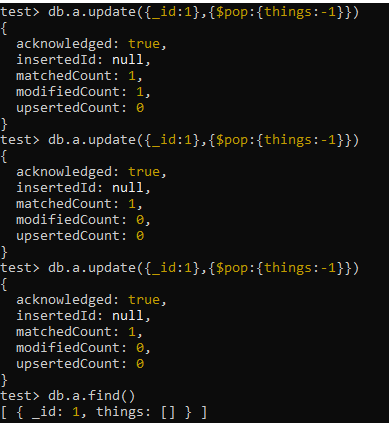 test> db.a.update({_id:1},{$pop:{things:-1}})
{
  acknowledged: true,
  insertedId: null,
  matchedCount: 1,
  modifiedCount: 1,
  upsertedCount: 0
}
test> db.a.update({_id:1},{$pop:{things:-1}})
{
  acknowledged: true,
  insertedId: null,
  matchedCount: 1,
  modifiedCount: 0,
  upsertedCount: 0
}
test> db.a.update({_id:1},{$pop:{things:-1}})
{
  acknowledged: true,
  insertedId: null,
  matchedCount: 1,
  modifiedCount: 0,
  upsertedCount: 0
}
test> db.a.find()
[ { _id: 1, things: [] } ]